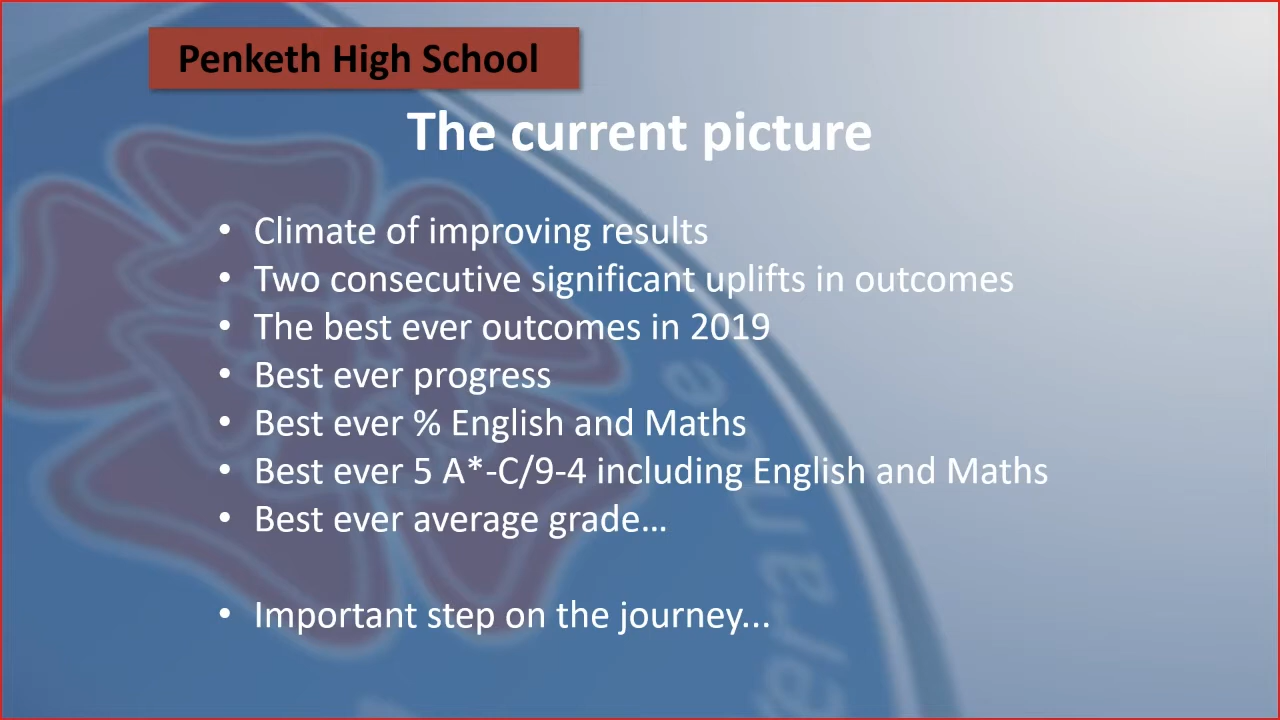 Penketh High School
The current picture
• Climate of improving results
• Two consecutive significant uplifts in outcomes
• The best ever outcomes in 2019
• Best ever progress
• Best ever % English and Maths
• Best ever 5 A*-C/9-4 including English and Maths
• Best ever average grade…
• Important step on the journey...